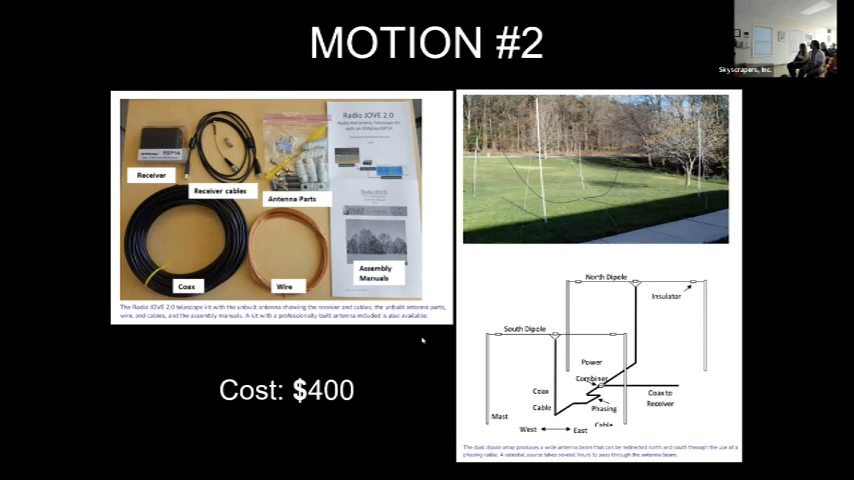 MOTION #2
Skyscrapers, Inc.
Radio JOVE 2.0
RSP1A
Receiver
Receiver cables
Antenna Parts
Assembly
Manuals
Coax
Wire
The Radio JOVE 2.0 telescope kit with the unbuilt antenna showing the receiver and cables, the unbuilt antenna parts,
wire, and cables, and the assembly manuals. A kit with a professionally built antenna included is also available.
Cost: $400
North Dipole
Insulator
South Dipole
Power
Combiner
Coax
Cable
Coax to
Receiver
Phasing
Cable
Mast
West
East
The dual dipole array produces a wide antenna beam that can be redirected north and south through the use of a
phasing cable. A celestial source takes several hours to pass through the antenna beam.